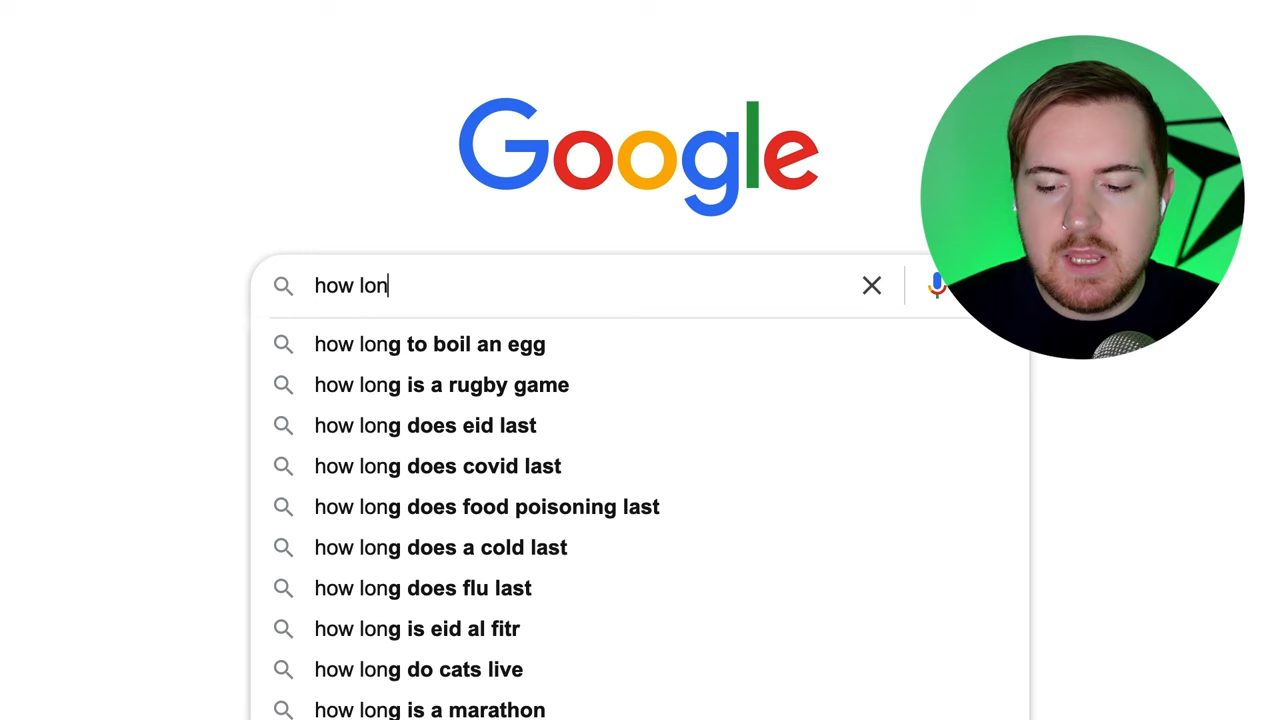 Google
how lon
how long to boil an egg
how long is a rugby game
how long does eid last
how long does covid last
how long does food poisoning last
how long does a cold last
how long does flu last
how long is eid al fitr
how long do cats live
how long is a marathon